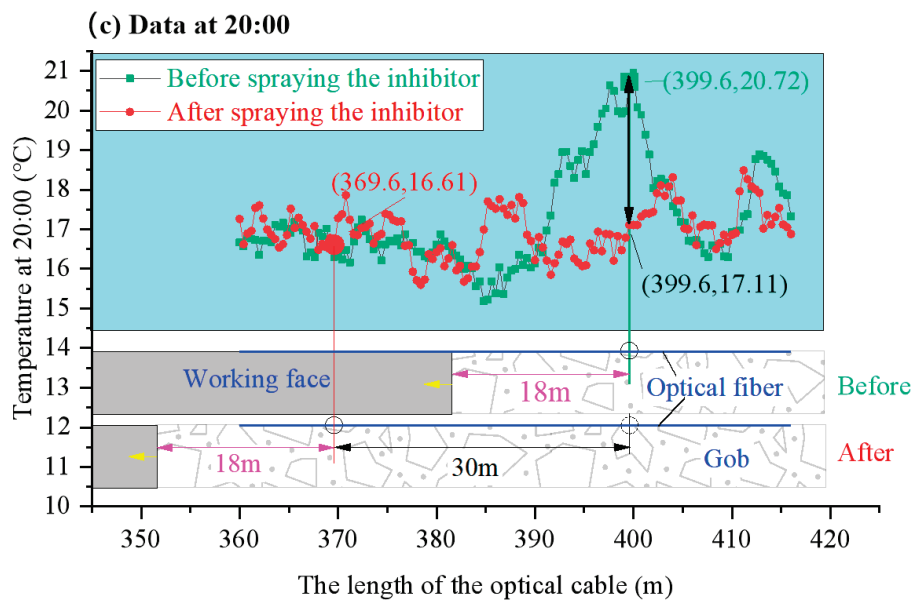 (c) Data at 20:00
Temperature at 20:00 (°C)
21
20
19
18
17
16
15
14
13
12
11
10
Before spraying the inhibitor
After spraying the inhibitor
(399.6,20.72)
(369.6,16.61)
(399.6,17.11)
Working face
18m
Optical fiber
Before
18m
30m
Gob
After
350
360
370
380
390
400
410
420
The length of the optical cable (m)